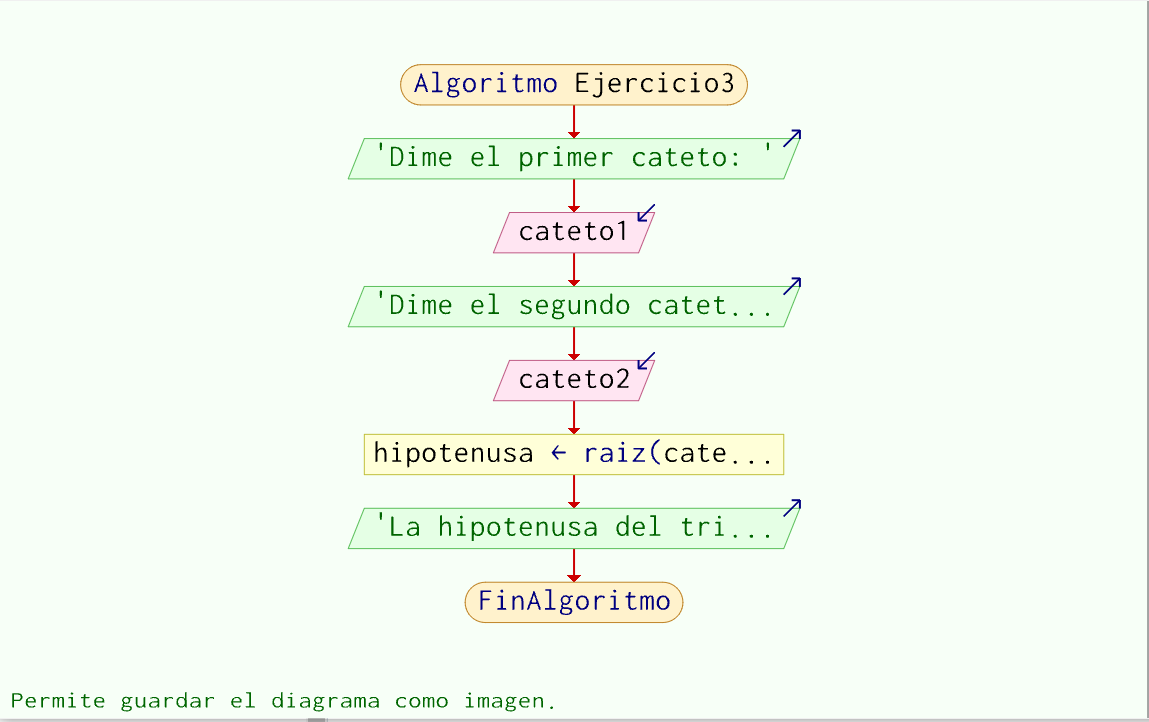 Algoritmo Ejercicio3
'Dime el primer cateto: '
cateto1
'Dime el segundo catet...
cateto2
hipotenusa ← raiz(cate...
'La hipotenusa del tri...
FinAlgoritmo
Permite guardar el diagrama como imagen.